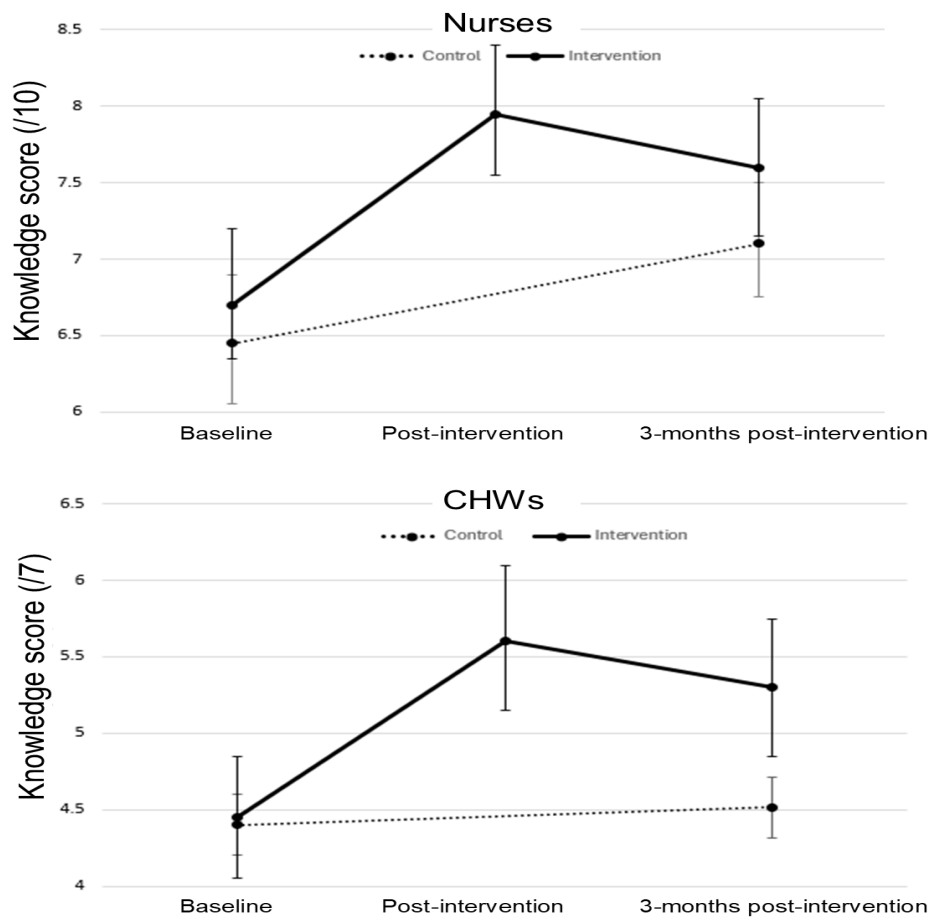 Nurses
Control Intervention
Knowledge score (/10)
8.5
8
7.5
7
6.5
6
Baseline Post-intervention 3-months post-intervention
CHWs
Control Intervention
Knowledge score (/7)
6.5
6
5.5
5
4.5
4
Baseline Post-intervention 3-months post-intervention